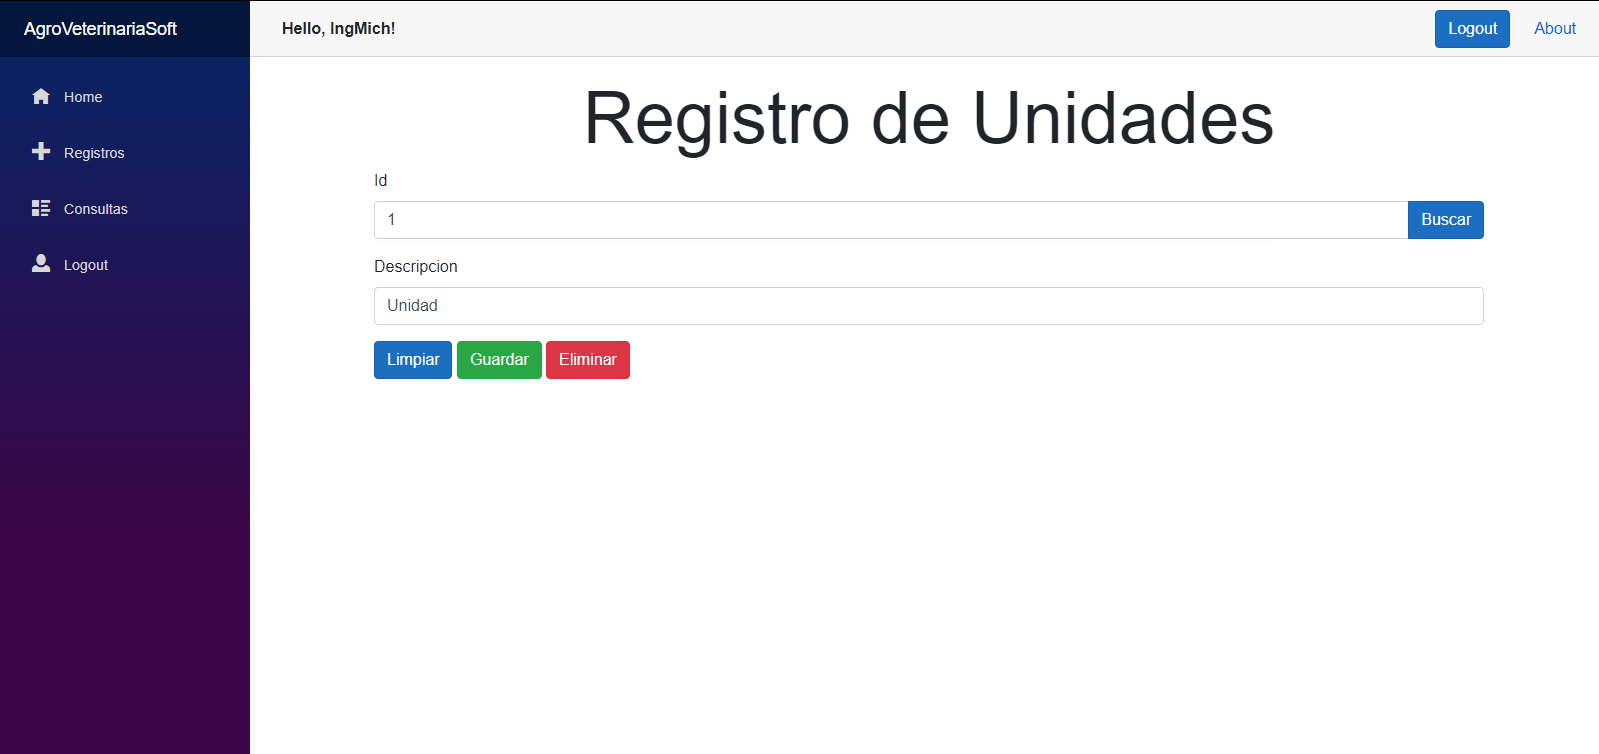 AgroVeterinariaSoft
Hello, IngMich!
Logout
About
Home
Registros
Consultas
Logout
Registro de Unidades
Id
1
Buscar
Descripcion
Unidad
Limpiar
Guardar
Eliminar